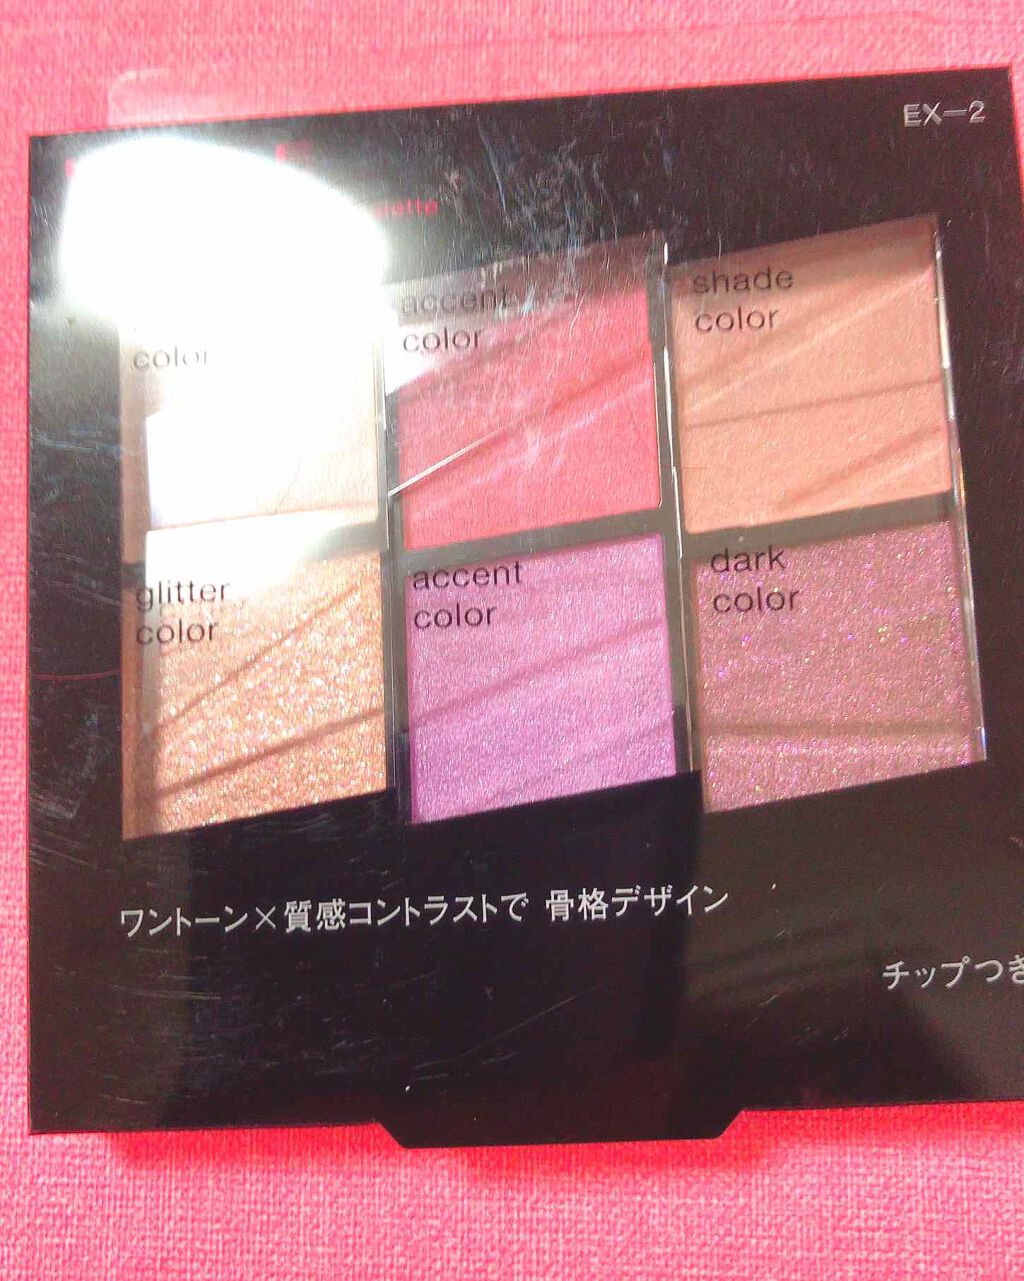 EX-2
color
accent
color
shade
color
glitter
color
accent
color
dark
color
ワントーン×質感コントラストで 骨格デザイン
チップつき